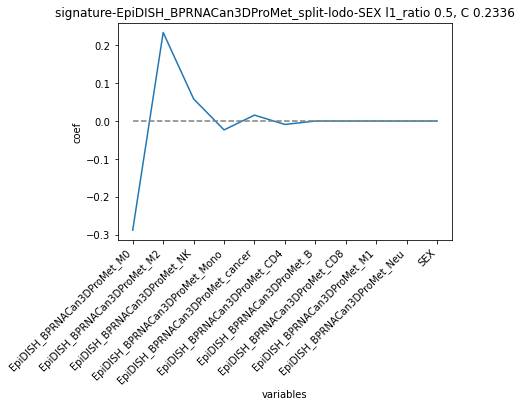 signature-EpiDISH_BPRNACan3DProMet_split-lodo-SEX l1_ratio 0.5, C 0.2336
0.2
0.1
0.0
−0.1
−0.2
−0.3
coef
EpiDISH_BPRNACan3DProMet_M0
EpiDISH_BPRNACan3DProMet_M2
EpiDISH_BPRNACan3DProMet_NK
EpiDISH_BPRNACan3DProMet_Mono
EpiDISH_BPRNACan3DProMet_cancer
EpiDISH_BPRNACan3DProMet_CD4
EpiDISH_BPRNACan3DProMet_B
EpiDISH_BPRNACan3DProMet_CD8
EpiDISH_BPRNACan3DProMet_M1
EpiDISH_BPRNACan3DProMet_Neu
SEX
variables